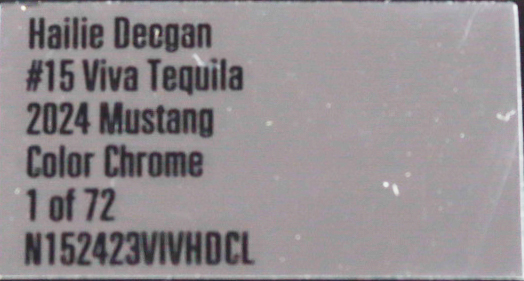 Hailie Deegan
#15 Viva Tequila
2024 Mustang
Color Chrome
1 of 72
N152423VIVHDCL